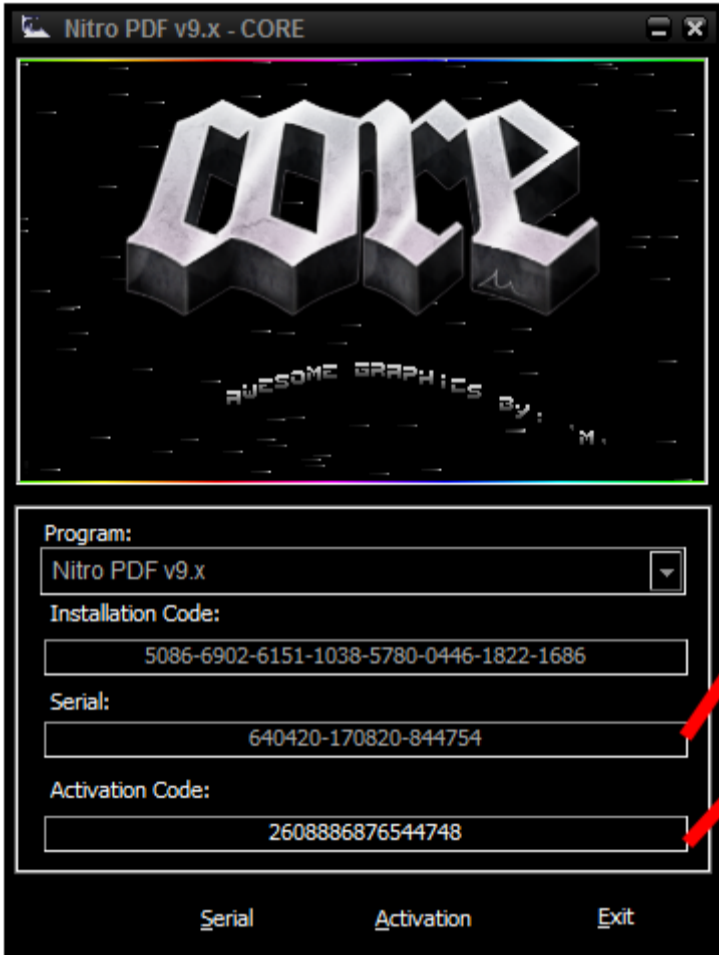 Nitro PDF v9.x - CORE
core
AWESOME GRAPHiCS By: 'M.
Program:
Nitro PDF v9.x
Installation Code:
5086-6902-6151-1038-5780-0446-1822-1686
Serial:
640420-170820-844754
Activation Code:
2608886876544748
Serial Activation Exit